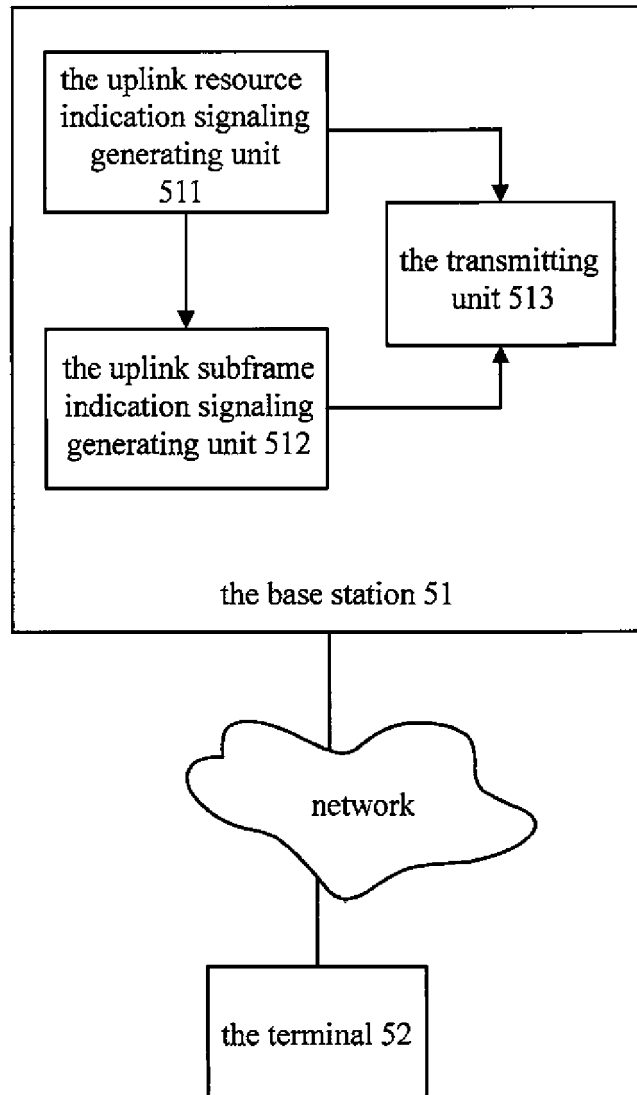 the uplink resource
indication signaling
generating unit
511
the transmitting
unit 513
the uplink subframe
indication signaling
generating unit 512
the base station 51
network
the terminal 52